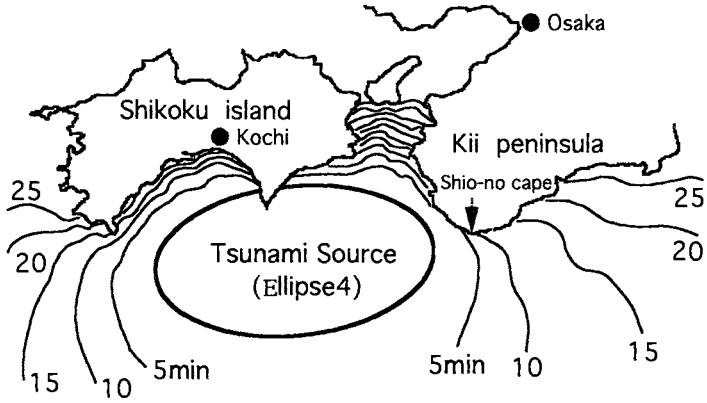 Osaka
Shikoku island
Kochi
Kii peninsula
Shio-no cape
25
25
20
20
Tsunami Source
(Ellipse4)
15
10
5min
5min
10
15